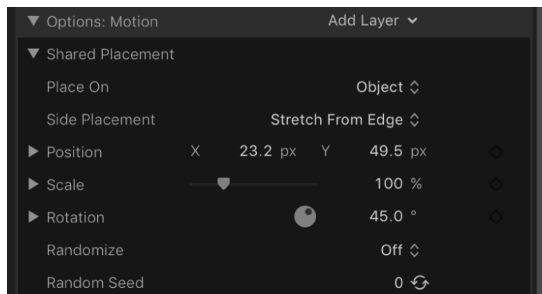 Options: Motion Add Layer
Shared Placement
Place On Object
Side Placement Stretch From Edge
Position X 23.2 px Y 49.5 px
Scale 100 %
Rotation 45.0 °
Randomize Off
Random Seed 0